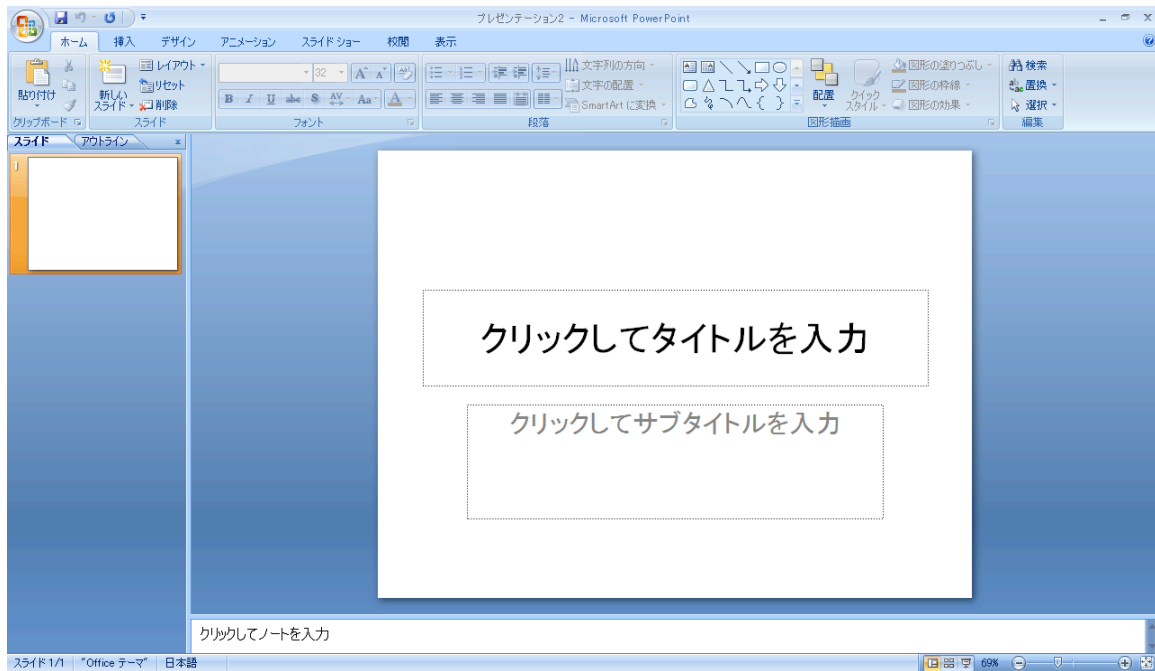 プレゼンテーション2 - Microsoft PowerPoint
ホーム 挿入 デザイン アニメーション スライド ショー 校閲 表示
貼り付け
新しい
スライド
レイアウト
リセット
削除
32
B I U abe S AV Aa A
文字列の方向
文字の配置
SmartArt に変換
配置
クイック
スタイル
図形の塗りつぶし
図形の枠線
図形の効果
検索
置換
選択
クリップボード スライド フォント 段落 図形描画 編集
スライド アウトライン
1
クリックしてタイトルを入力
クリックしてサブタイトルを入力
クリックしてノートを入力
スライド 1/1 "Office テーマ" 日本語 69%